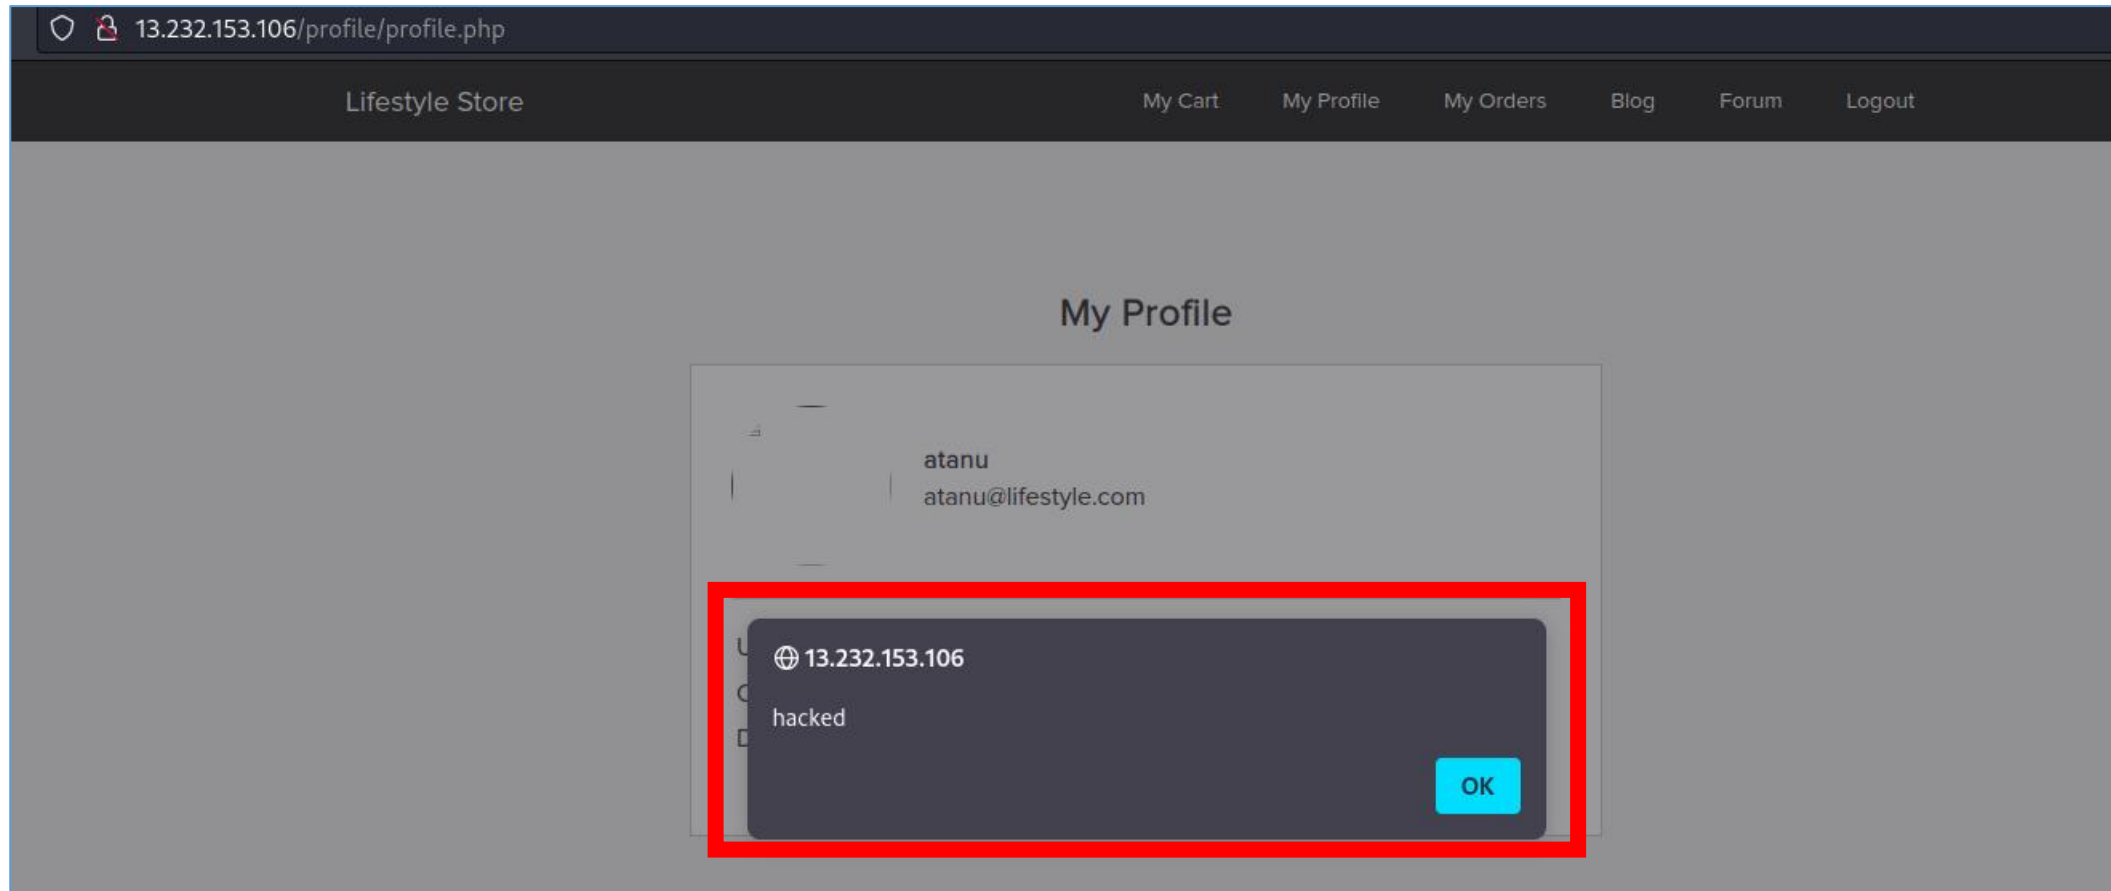 13.232.153.106/profile/profile.php
Lifestyle Store My Cart My Profile My Orders Blog Forum Logout
My Profile
atanu
atanu@lifestyle.com
13.232.153.106
hacked
OK